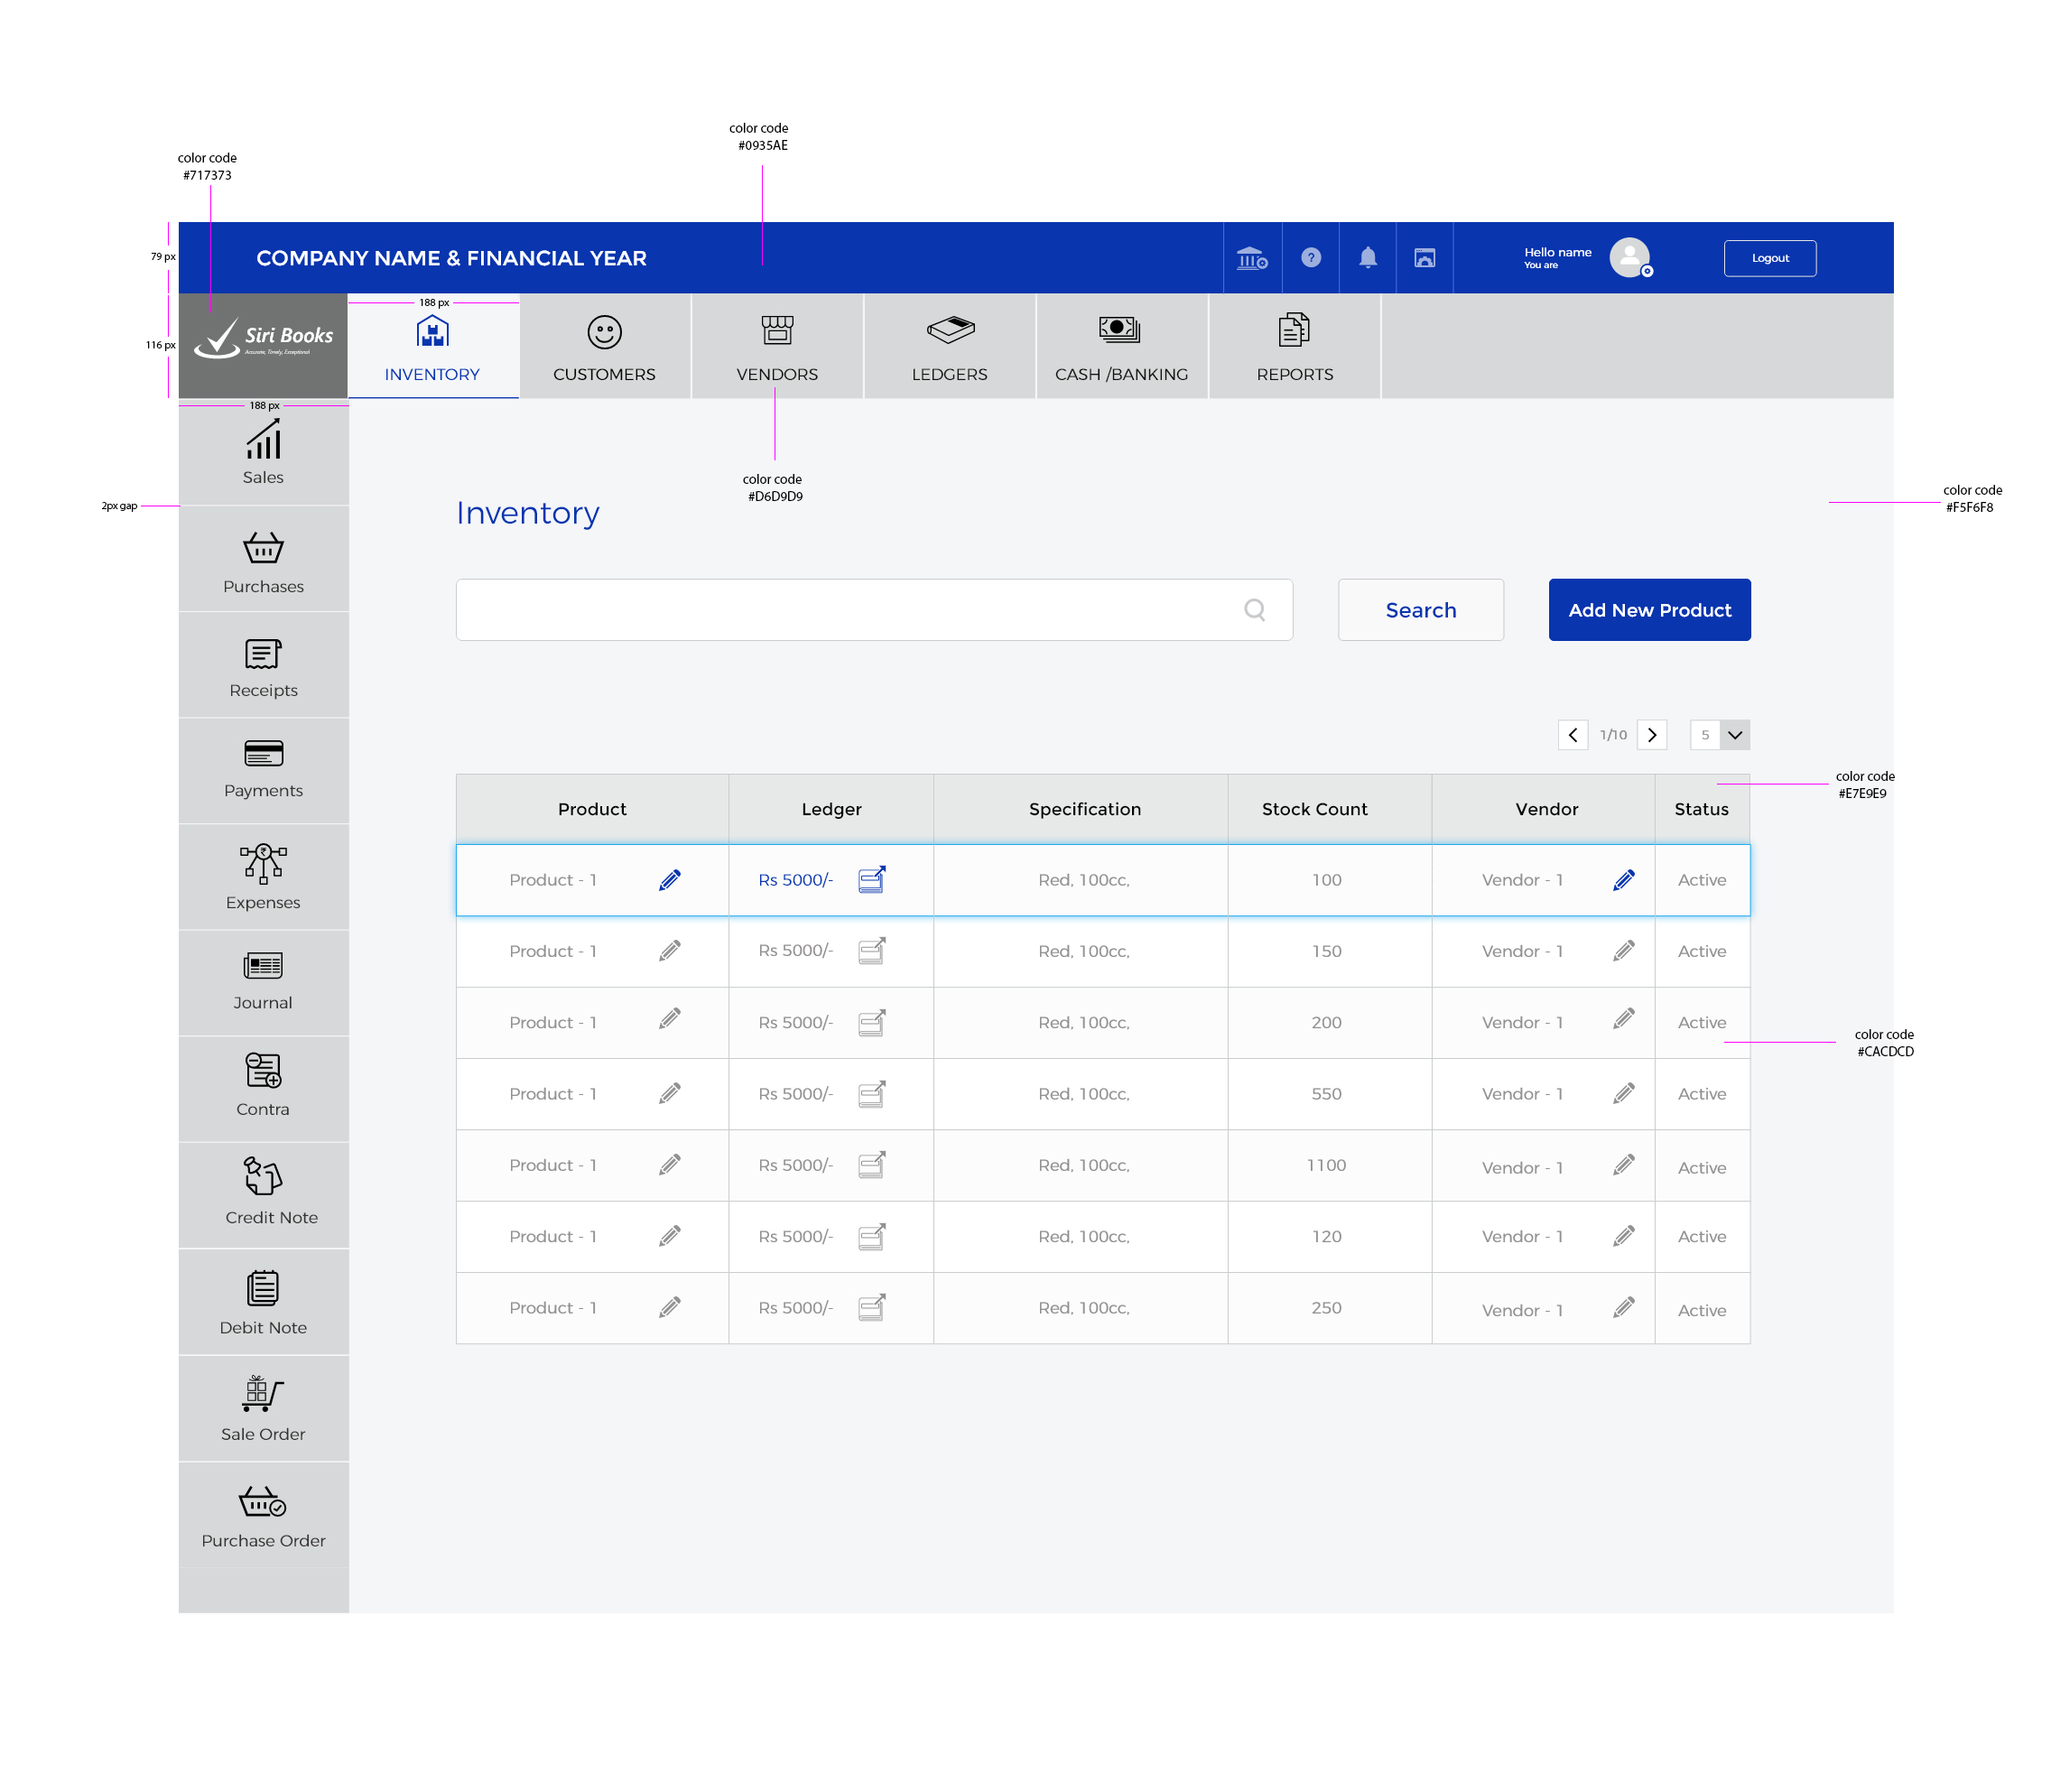 color code
#0935AE
color code
#717373
79 px
COMPANY NAME & FINANCIAL YEAR
?
Hello name
You are
Logout
116 px
Siri Books
Accurate, Timely, Exceptional
188 px
INVENTORY
CUSTOMERS
VENDORS
LEDGERS
CASH /BANKING
REPORTS
188 px
Sales
2px gap
Purchases
Receipts
Payments
Expenses
Journal
Contra
Credit Note
Debit Note
Sale Order
Purchase Order
color code
#D6D9D9
color code
#F5F6F8
Inventory
Search
Add New Product
1/10
5
color code
#E7E9E9
Product Ledger Specification Stock Count Vendor Status
Product - 1 Rs 5000/- Red, 100cc, 100 Vendor - 1 Active
Product - 1 Rs 5000/- Red, 100cc, 150 Vendor - 1 Active
Product - 1 Rs 5000/- Red, 100cc, 200 Vendor - 1 Active
color code
#CACDCD
Product - 1 Rs 5000/- Red, 100cc, 550 Vendor - 1 Active
Product - 1 Rs 5000/- Red, 100cc, 1100 Vendor - 1 Active
Product - 1 Rs 5000/- Red, 100cc, 120 Vendor - 1 Active
Product - 1 Rs 5000/- Red, 100cc, 250 Vendor - 1 Active